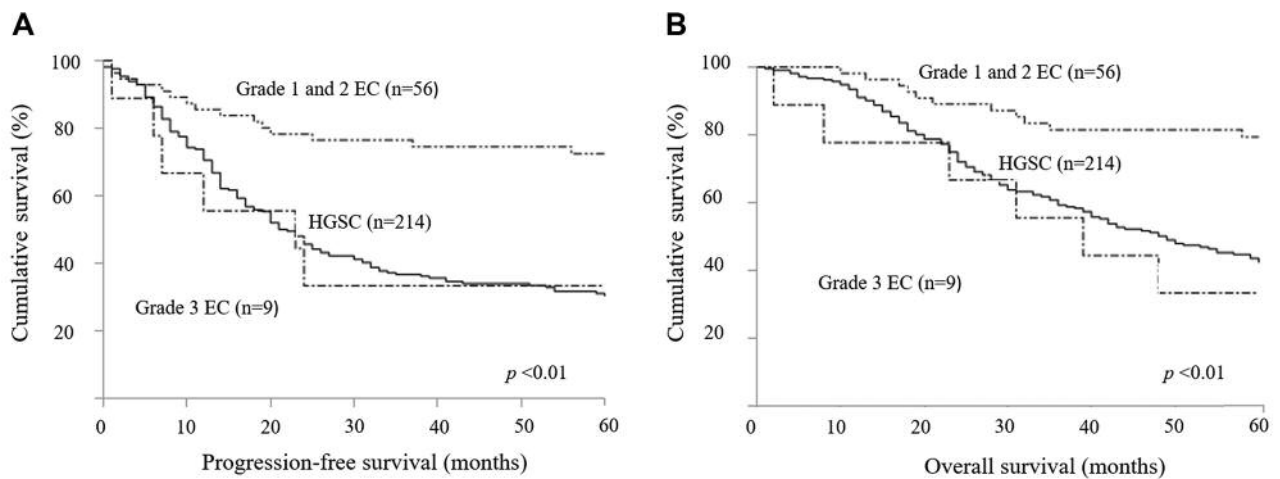 A
Cumulative survival (%)
100
80
60
40
20
Grade 1 and 2 EC (n=56)
HGSC (n=214)
Grade 3 EC (n=9)
p <0.01
0 10 20 30 40 50 60
Progression-free survival (months)
B
Cumulative survival (%)
100
80
60
40
20
Grade 1 and 2 EC (n=56)
HGSC (n=214)
Grade 3 EC (n=9)
p <0.01
0 10 20 30 40 50 60
Overall survival (months)